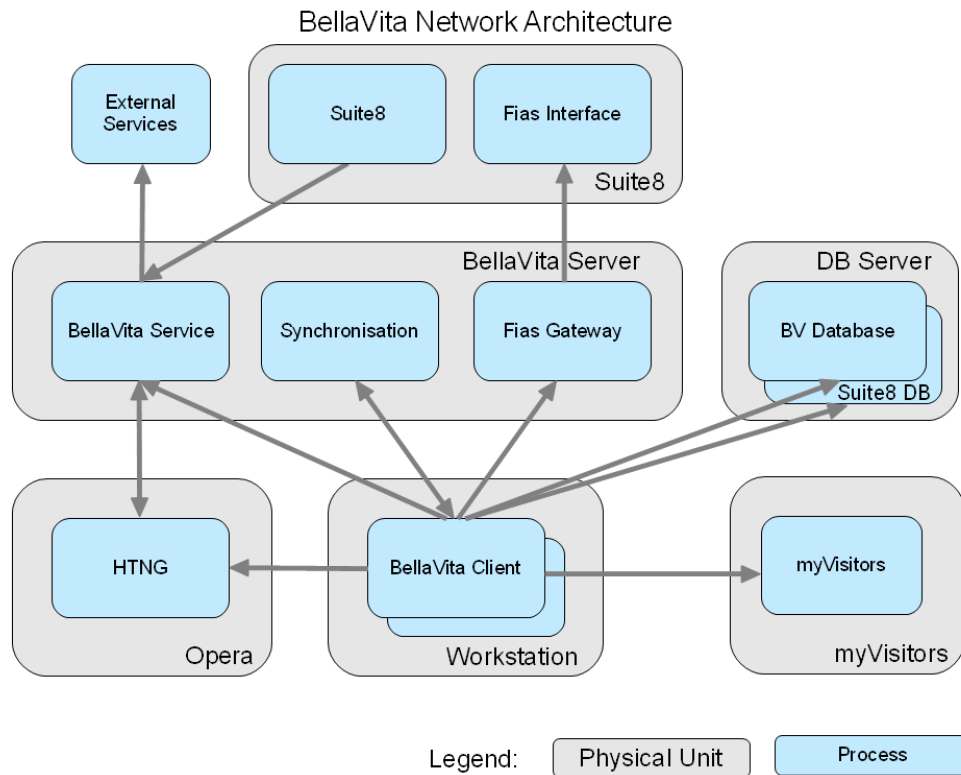 BellaVita Network Architecture
External
Services
Suite8
Fias Interface
Suite8
BellaVita Server
DB Server
BellaVita Service
Synchronisation
Fias Gateway
BV Database
Suite8 DB
HTNG
BellaVita Client
myVisitors
Opera
Workstation
myVisitors
Legend:
Physical Unit
Process